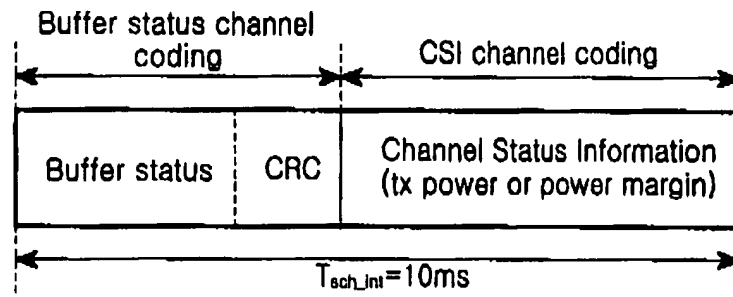 Buffer status channel
coding
CSI channel coding
Buffer status
CRC
Channel Status Information
(tx power or power margin)
Tsch_int=10ms